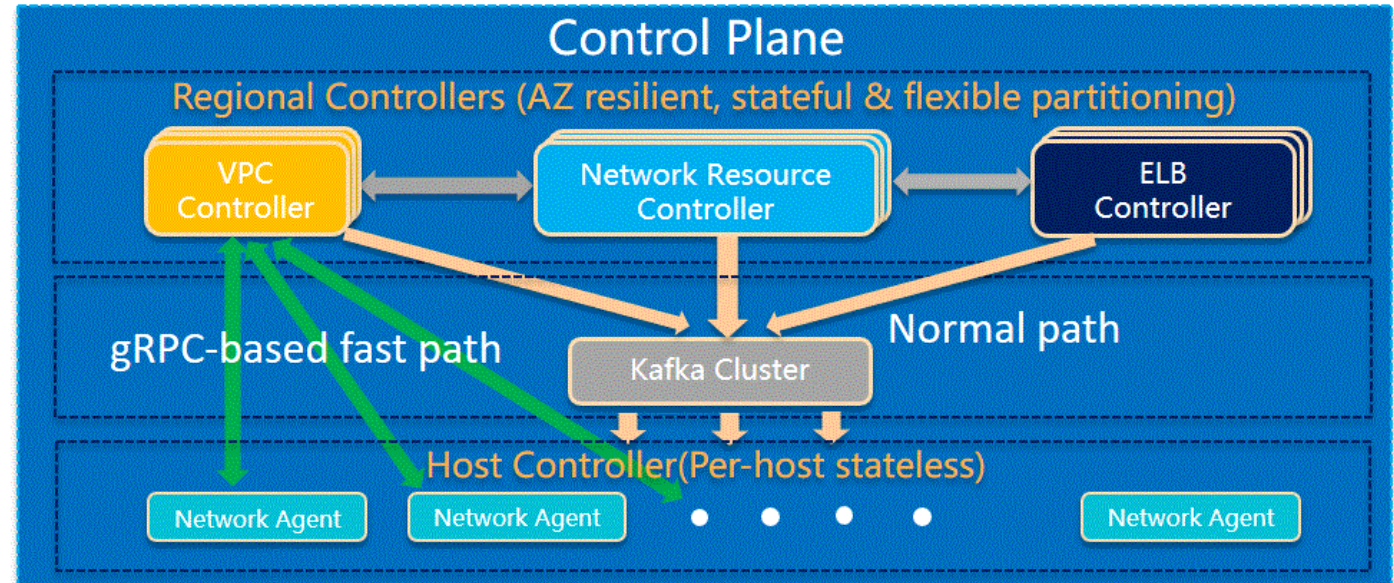 Control Plane
Regional Controllers (AZ resilient, stateful & flexible partitioning)
VPC
Controller
Network Resource
Controller
ELB
Controller
gRPC-based fast path
Normal path
Kafka Cluster
Host Controller(Per-host stateless)
Network Agent
Network Agent
Network Agent